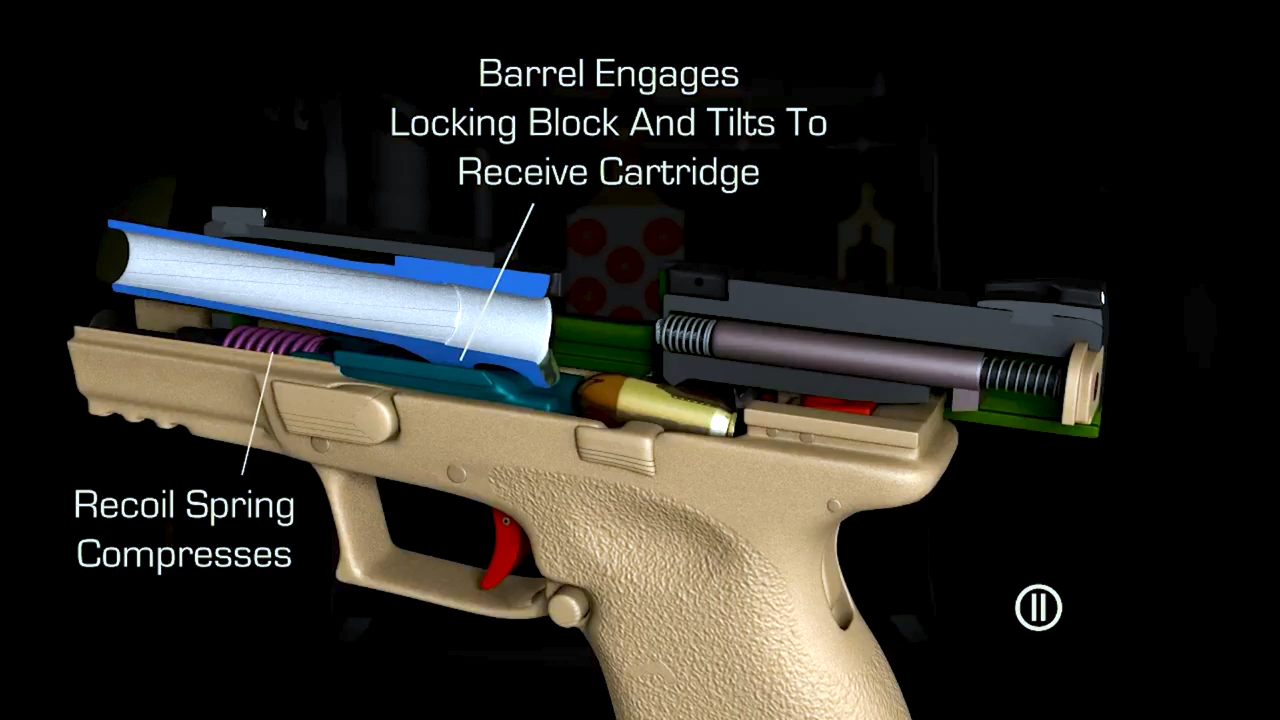 Barrel Engages
Locking Block And Tilts To
Receive Cartridge
Recoil Spring
Compresses